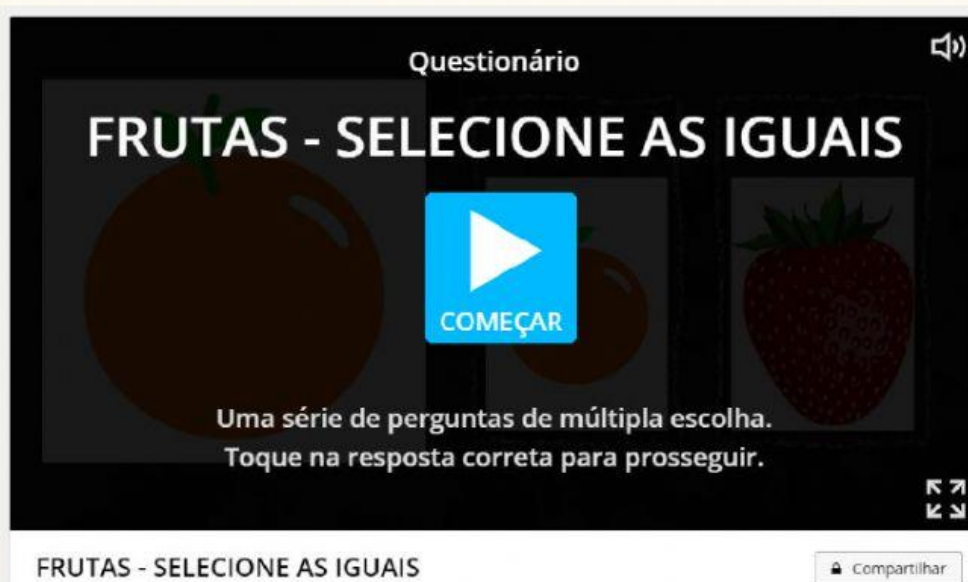 Questionário
FRUTAS - SELECIONE AS IGUAIS
COMEÇAR
Uma série de perguntas de múltipla escolha.
Toque na resposta correta para prosseguir.
FRUTAS - SELECIONE AS IGUAIS
Compartilhar